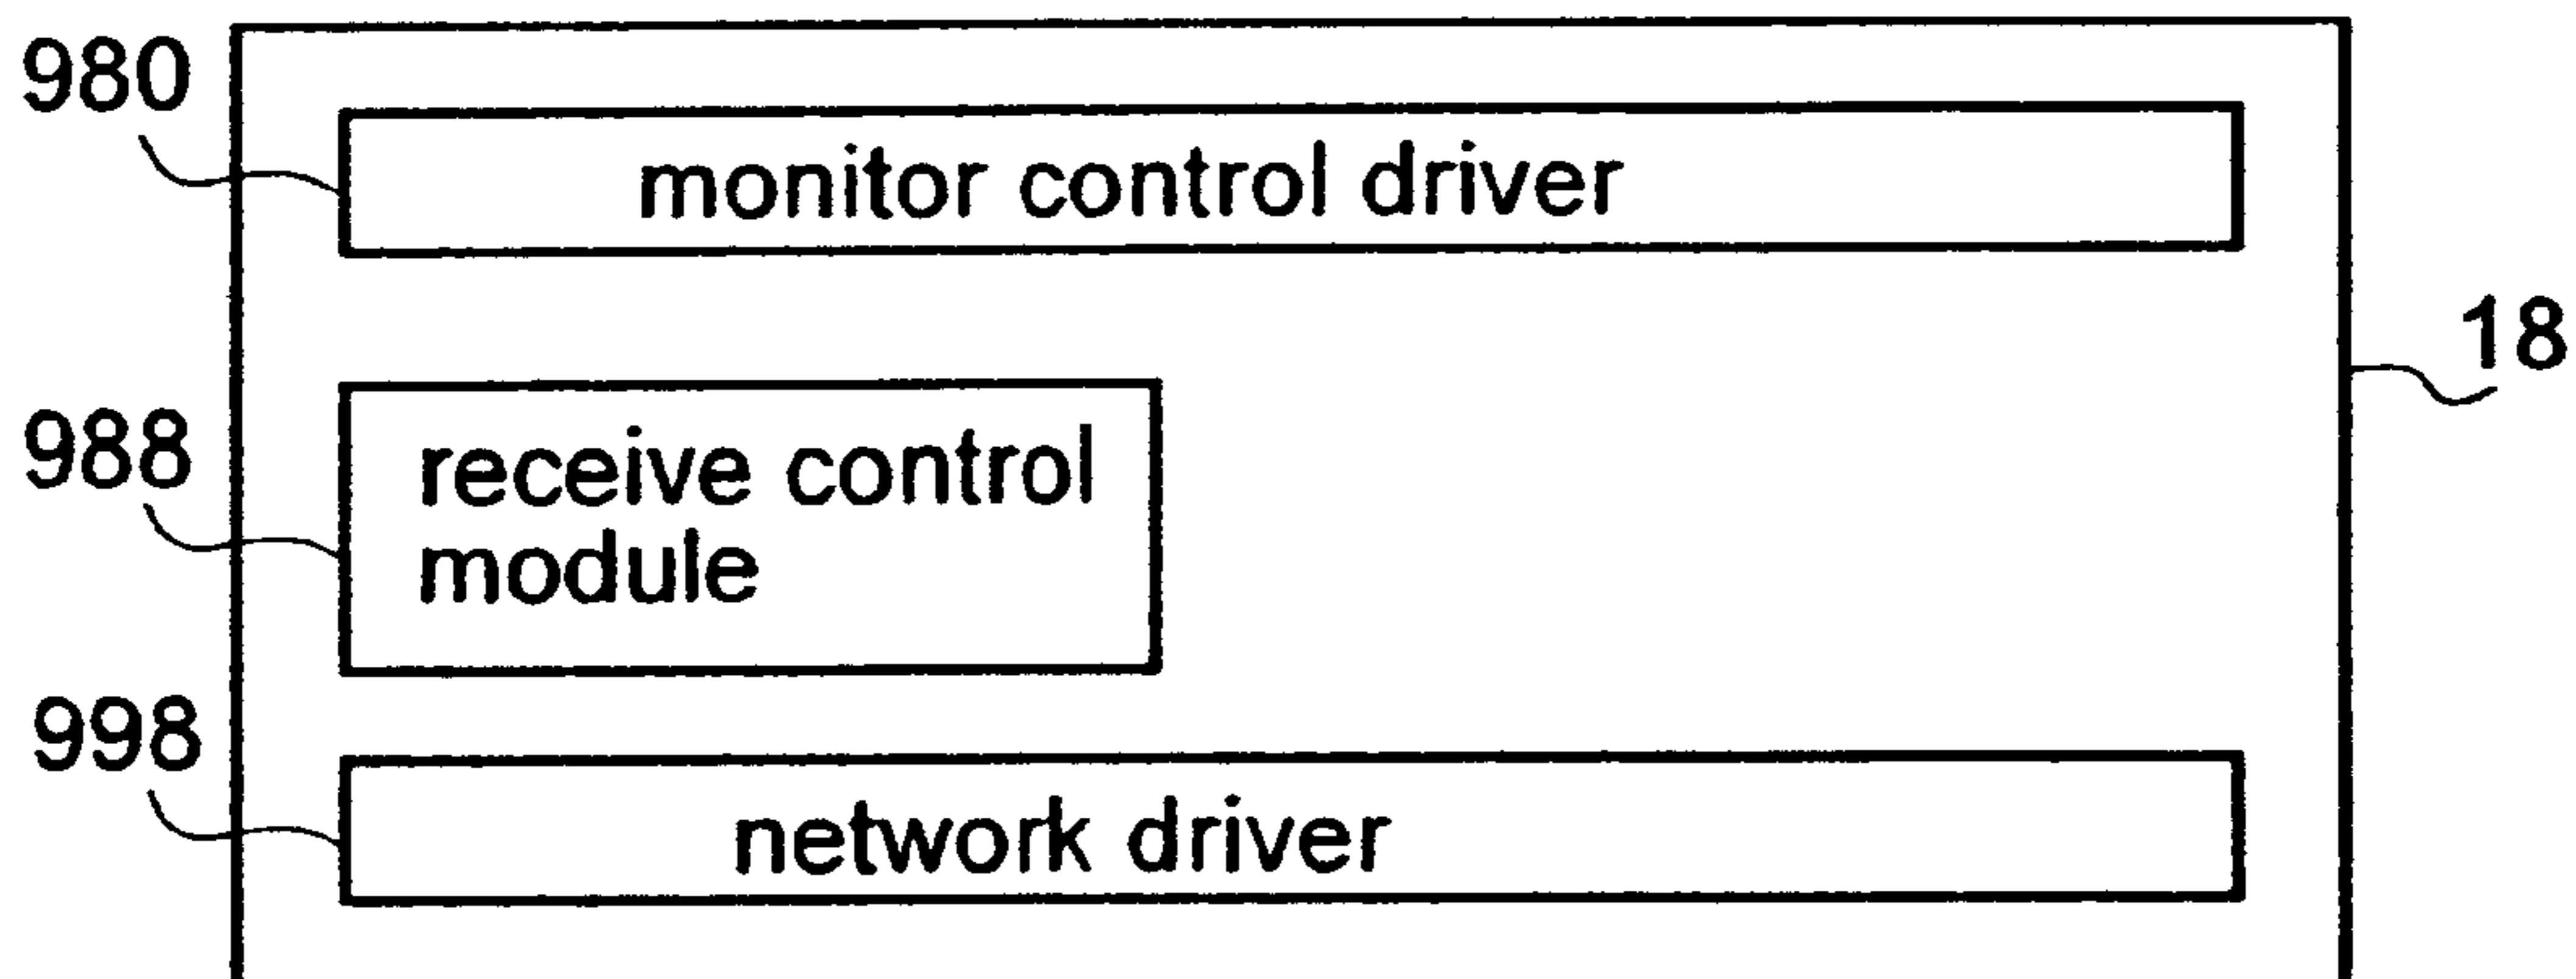 980
monitor control driver
18
988
receive control
module
998
network driver